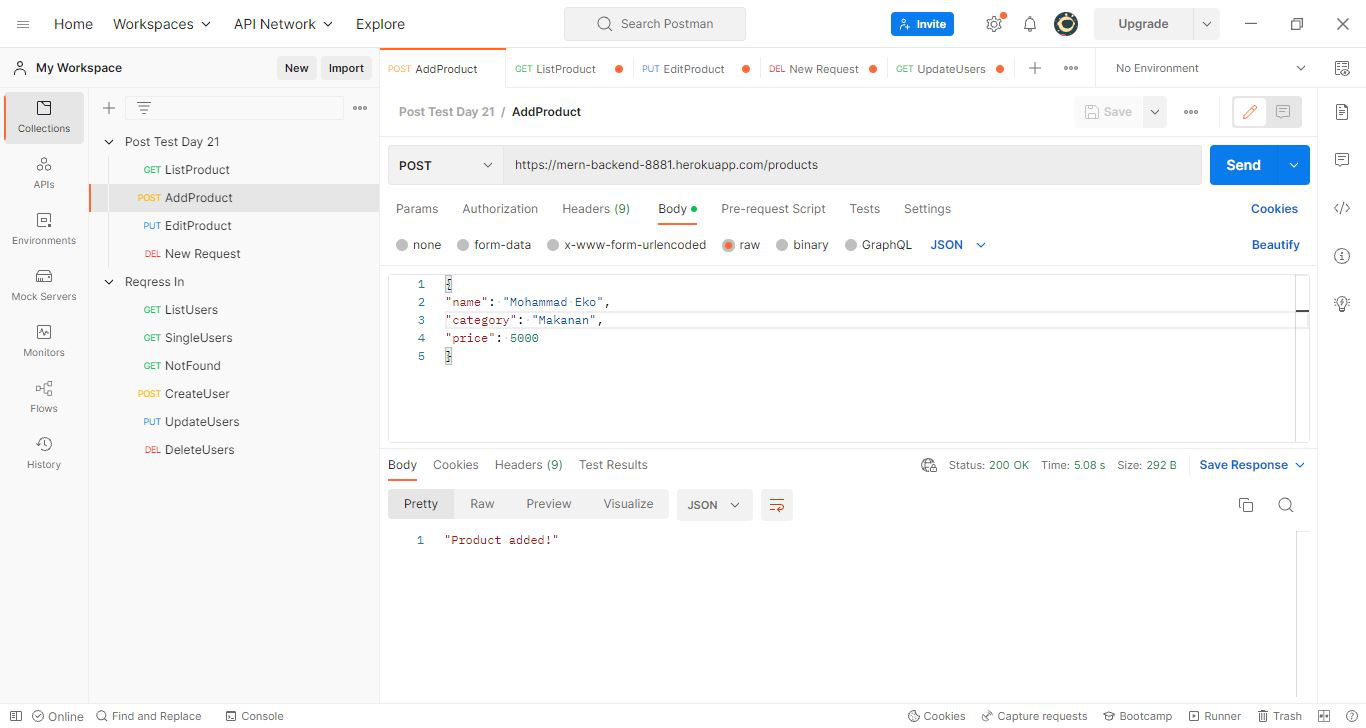 Home Workspaces API Network Explore Search Postman Invite Upgrade
My Workspace New Import POST AddProduct GET ListProduct PUT EditProduct DEL New Request GET UpdateUsers No Environment
Collections
APIs
Environments
Mock Servers
Monitors
Flows
History
Post Test Day 21
GET ListProduct
POST AddProduct
PUT EditProduct
DEL New Request
Reqress In
GET ListUsers
GET SingleUsers
GET NotFound
POST CreateUser
PUT UpdateUsers
DEL DeleteUsers
Post Test Day 21 / AddProduct Save
POST https://mern-backend-8881.herokuapp.com/products Send
Params Authorization Headers (9) Body Pre-request Script Tests Settings Cookies
none form-data x-www-form-urlencoded raw binary GraphQL JSON Beautify
1 {
2 "name": "Mohammad Eko",
3 "category": "Makanan",
4 "price": 5000
5 }
Body Cookies Headers (9) Test Results Status: 200 OK Time: 5.08 s Size: 292 B Save Response
Pretty Raw Preview Visualize JSON
1 "Product added!"
Online Find and Replace Console Cookies Capture requests Bootcamp Runner Trash